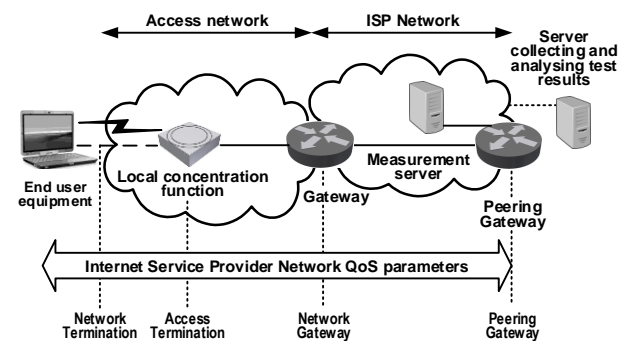 Access network
ISP Network
Server
collecting and
analysing test
results
End user
equipment
Local concentration
function
Gateway
Measurement
server
Peering
Gateway
Internet Service Provider Network QoS parameters
Network
Termination
Access
Termination
Network
Gateway
Peering
Gateway